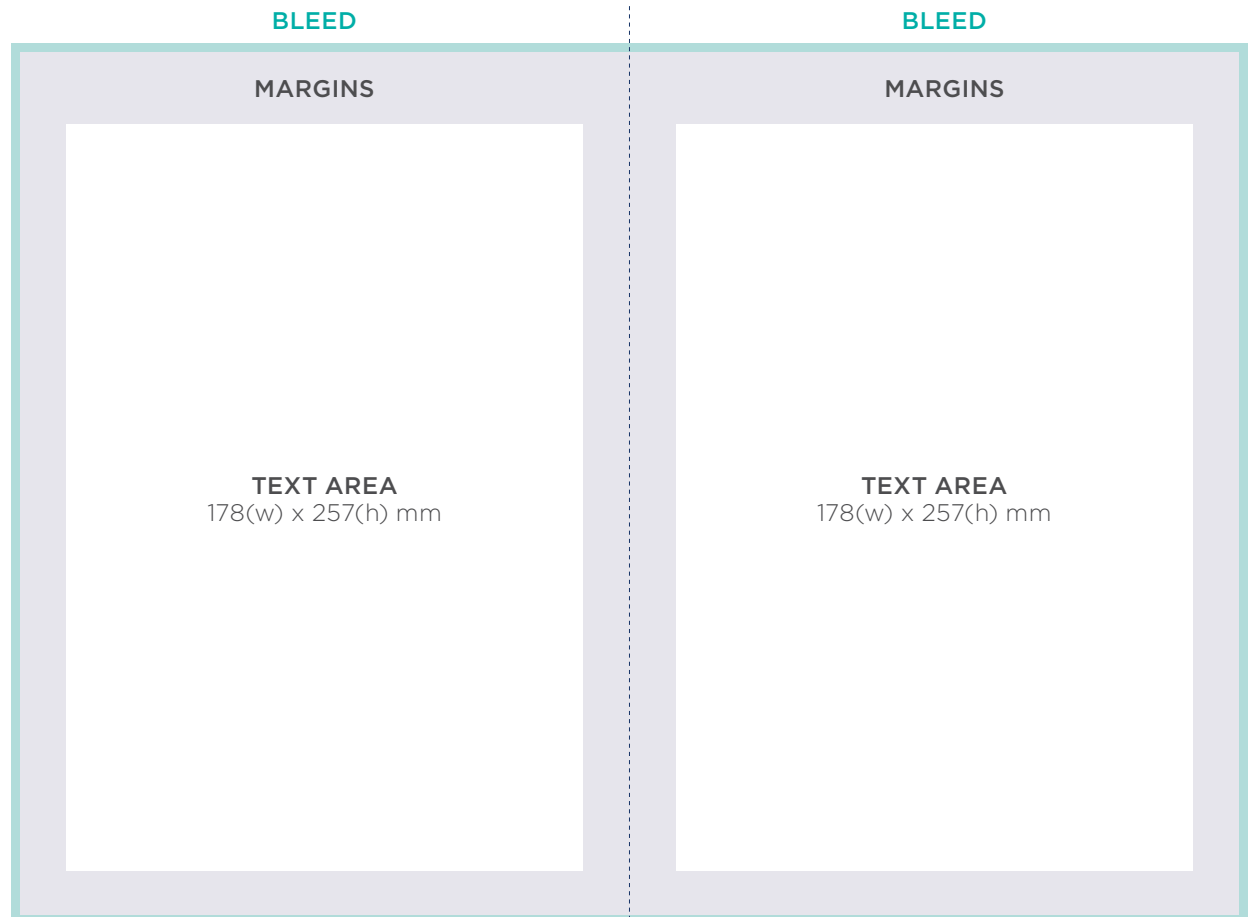 BLEED
BLEED
MARGINS
MARGINS
TEXT AREA
178(w) x 257(h) mm
TEXT AREA
178(w) x 257(h) mm